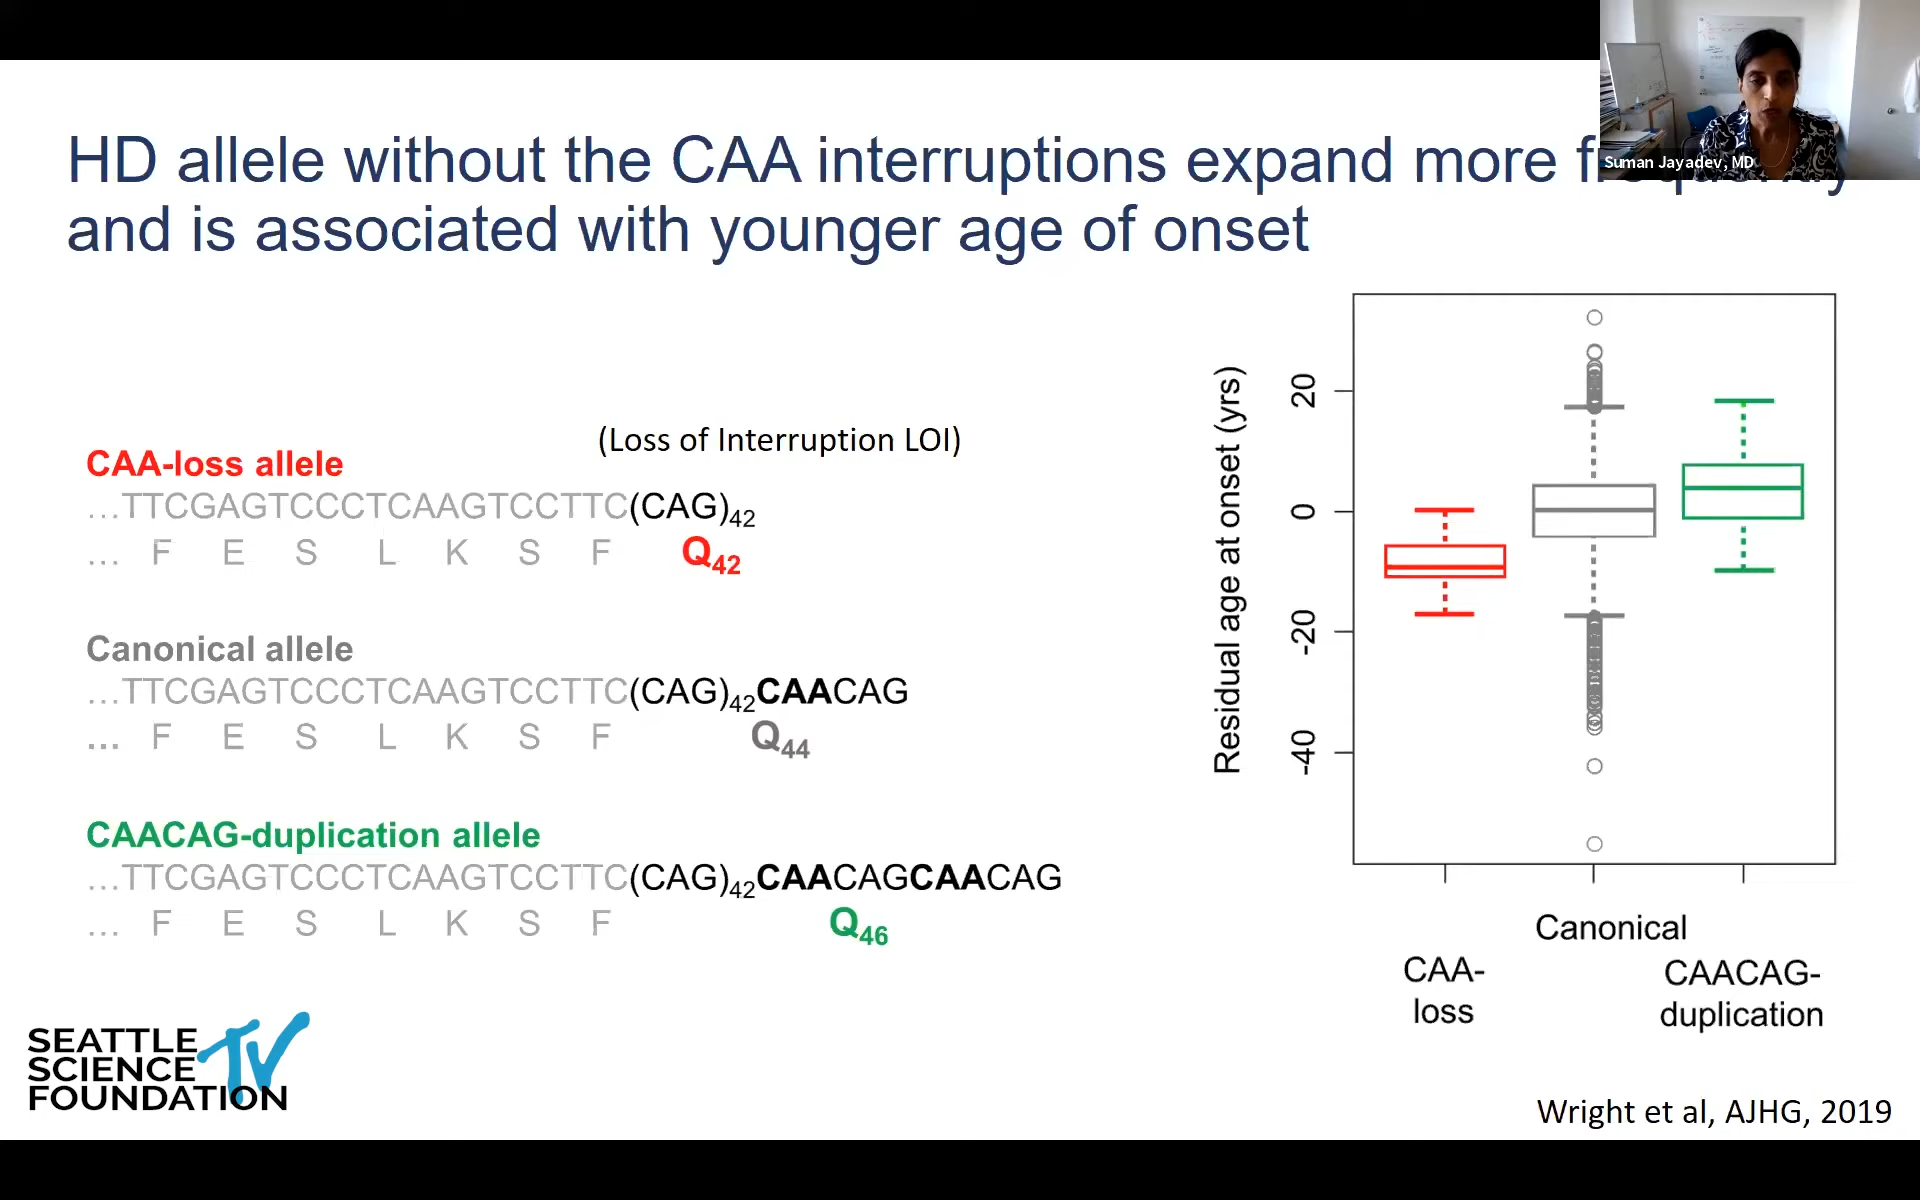 Suman Jayadev, MD
HD allele without the CAA interruptions expand more
and is associated with younger age of onset
(Loss of Interruption LOI)
CAA-loss allele
...TTCGAGTCCCTCAAGTCCTTC(CAG)42
... F E S L K S F Q42
Canonical allele
...TTCGAGTCCCTCAAGTCCTTC(CAG)42CAACAG
... F E S L K S F Q44
CAACAG-duplication allele
...TTCGAGTCCCTCAAGTCCTTC(CAG)42CAACAGCAACAG
... F E S L K S F Q46
Residual age at onset (yrs)
20
0
-20
-40
Canonical
CAA-
loss
CAACAG-
duplication
SEATTLE
SCIENCE
FOUNDATION
TV
Wright et al, AJHG, 2019